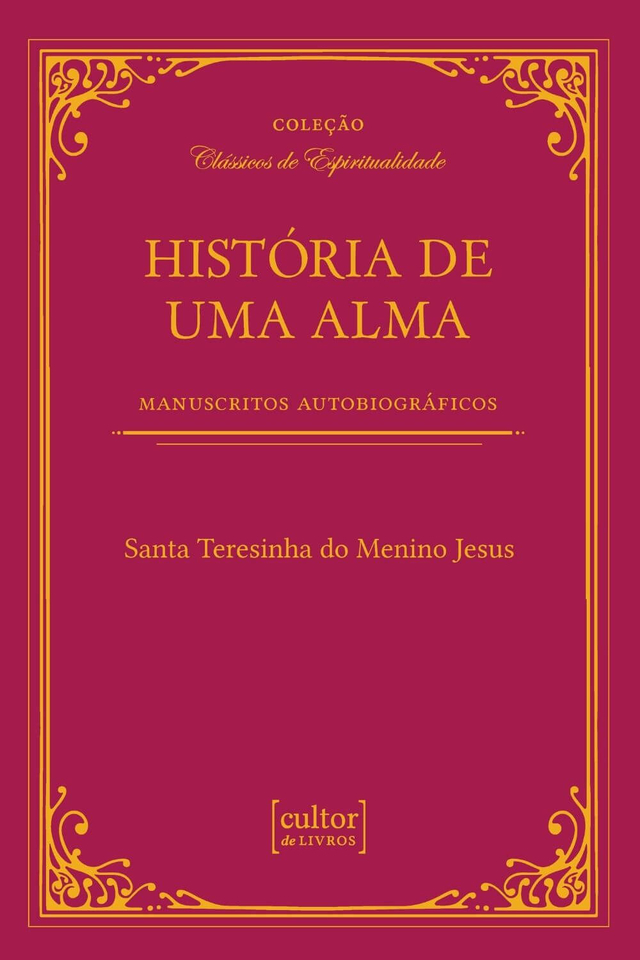 COLEÇÃO
Clássicos de Espiritualidade
HISTÓRIA DE
UMA ALMA
MANUSCRITOS AUTOBIOGRÁFICOS
Santa Teresinha do Menino Jesus
[cultor
de LIVROS]